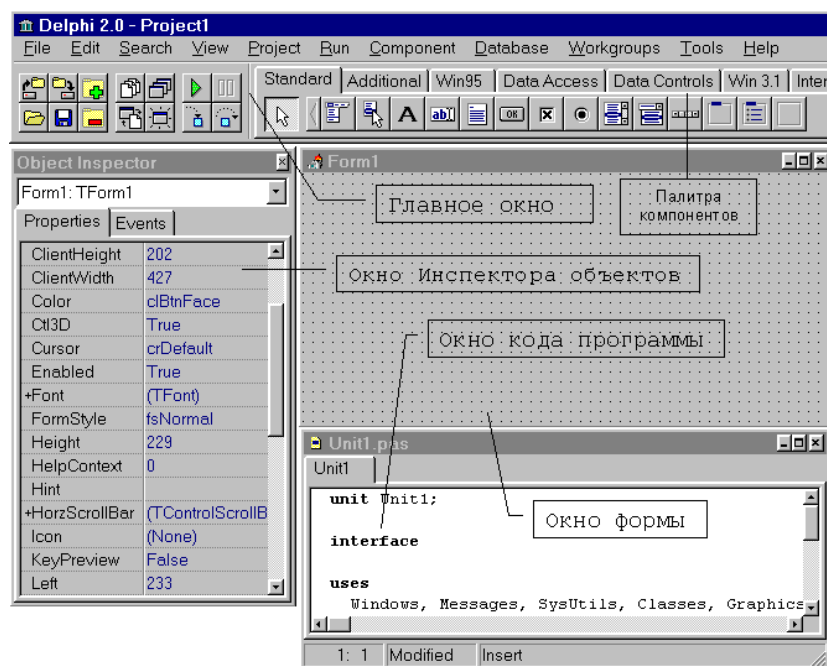 Delphi 2.0 - Project1
File Edit Search View Project Run Component Database Workgroups Tools Help
Standard Additional Win95 Data Access Data Controls Win 3.1 Inter
A ab OK
Object Inspector
Form1: TForm1
Properties Events
ClientHeight 202
ClientWidth 427
Color clBtnFace
Ctl3D True
Cursor crDefault
Enabled True
+Font (TFont)
FormStyle fsNormal
Height 229
HelpContext 0
Hint
+HorzScrollBar (TControlScrollB
Icon (None)
KeyPreview False
Left 233
Form1
Главное окно
Палитра
компонентов
Окно Инспектора объектов
Окно кода программы
Unit1.pas
Unit1
unit Unit1;
Окно формы
interface
uses
Windows, Messages, SysUtils, Classes, Graphics
1: 1 Modified Insert